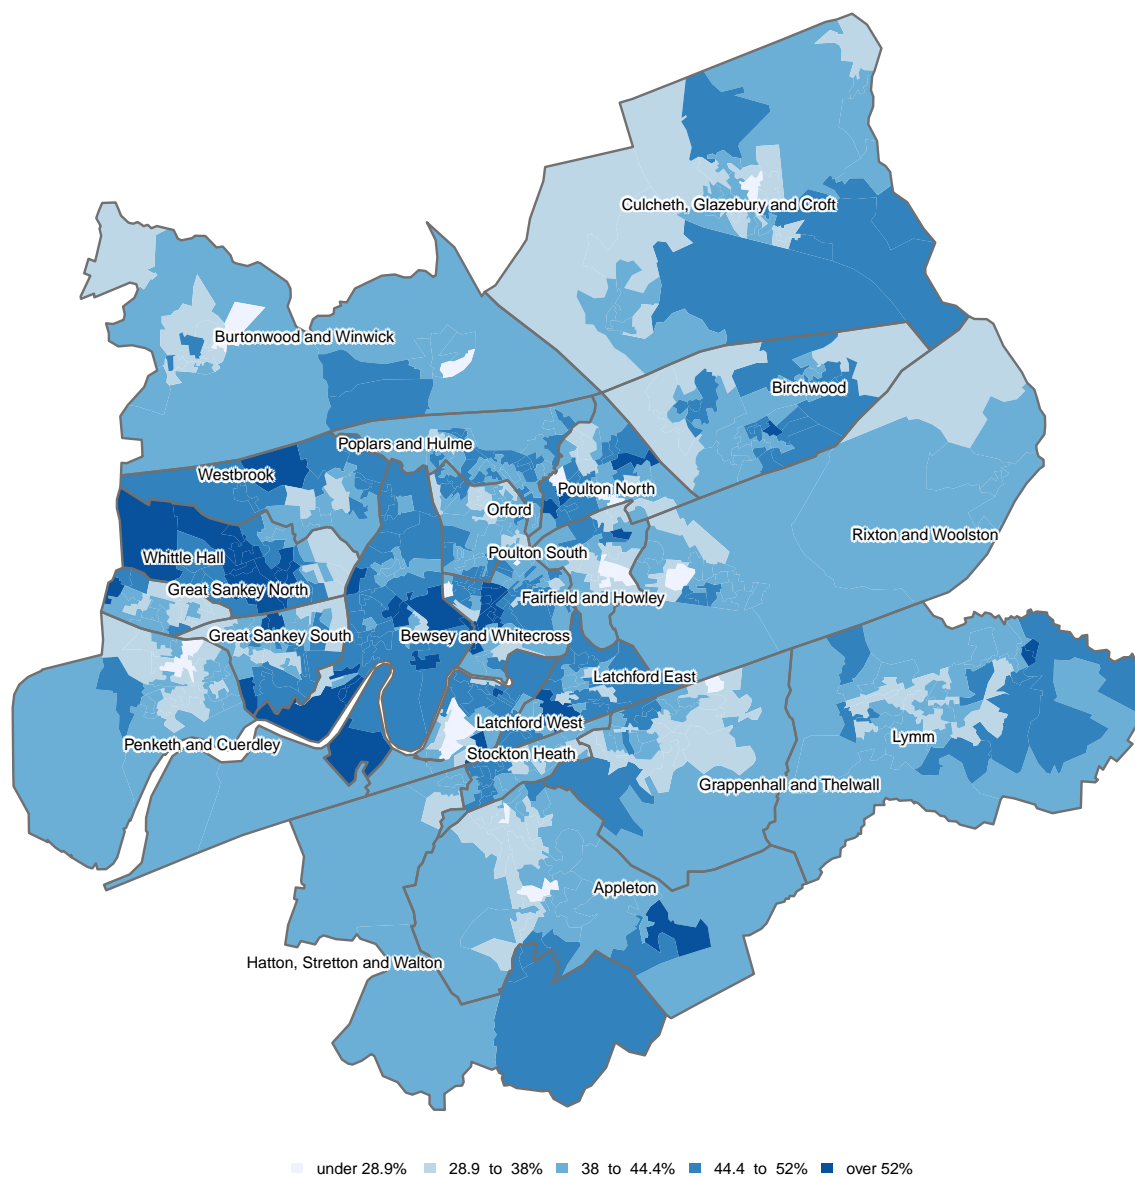 Culcheth, Glazebury and Croft
Burtonwood and Winwick
Birchwood
Poplars and Hulme
Westbrook
Poulton North
Orford
Rixton and Woolston
Poulton South
Whittle Hall
Great Sankey North
Fairfield and Howley
Great Sankey South
Bewsey and Whitecross
Latchford East
Latchford West
Lymm
Penketh and Cuerdley
Stockton Heath
Grappenhall and Thelwall
Appleton
Hatton, Stretton and Walton
under 28.9% 28.9 to 38% 38 to 44.4% 44.4 to 52% over 52%